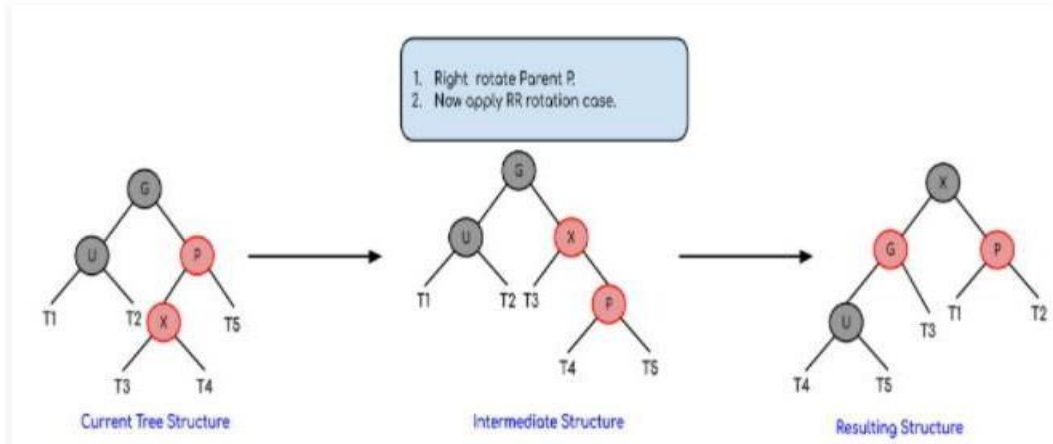 1. Right rotate Parent P.
2. Now apply RR rotation case.
G
U
P
T1
T2
X
T5
T3
T4
Current Tree Structure
G
U
X
T1
T2
T3
P
T4
T5
Intermediate Structure
X
G
P
U
T3
T1
T2
T4
T5
Resulting Structure